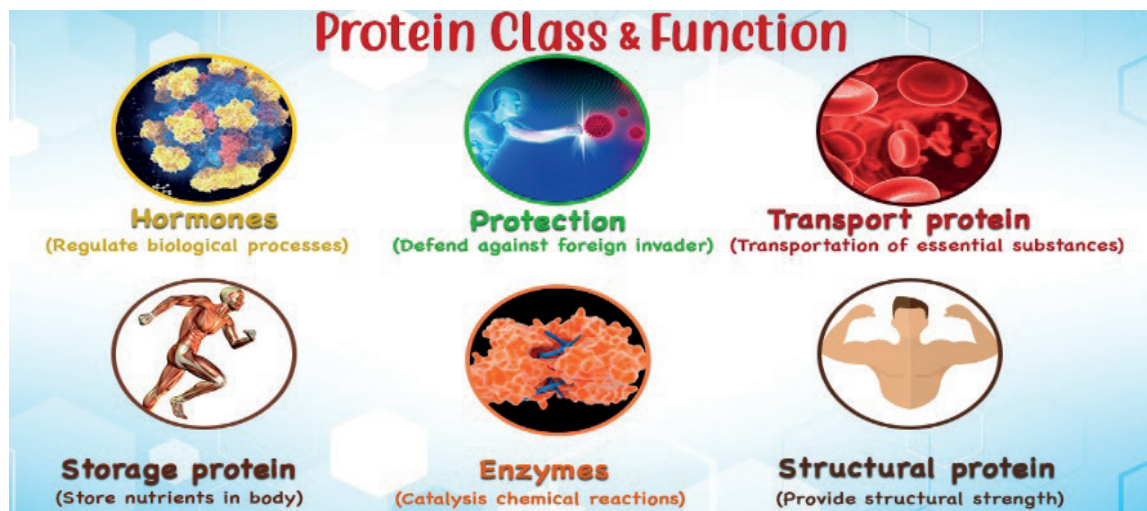 Protein Class & Function
Hormones
(Regulate biological processes)
Protection
(Defend against foreign invader)
Transport protein
(Transportation of essential substances)
Storage protein
(Store nutrients in body)
Enzymes
(Catalysis chemical reactions)
Structural protein
(Provide structural strength)